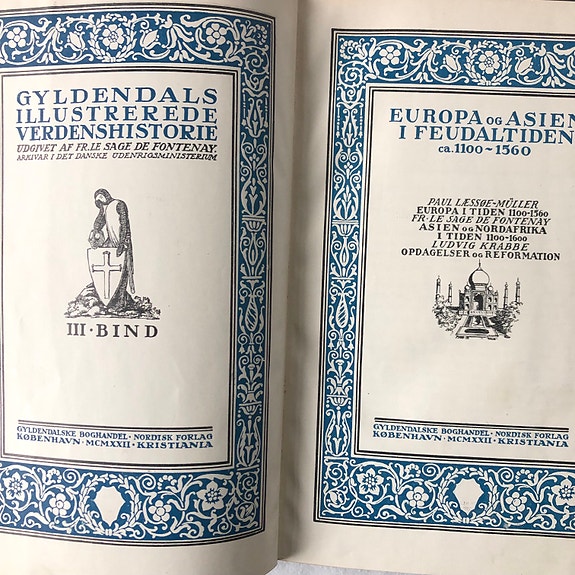 GYLDENDALS
ILLUSTREREDE
VERDENSHISTORIE
UDGIVET AF FR. LE SAGE DE FONTENAY.
ARKIVAR I DET DANSKE UDENRIGSMINISTERIUM
III · BIND
GYLDENDALSKE BOGHANDEL · NORDISK FORLAG
KØBENHAVN · MCMXXII · KRISTIANIA
EUROPA OG ASIEN
I FEUDALTIDEN
ca. 1100~1560
PAUL LÆSSØE-MÜLLER
EUROPA I TIDEN 1100-1560
FR. LE SAGE DE FONTENAY
ASIEN OG NORDAFRIKA
I TIDEN 1100-1600
LUDVIG KRABBE
OPDAGELSER OG REFORMATION
GYLDENDALSKE BOGHANDEL · NORDISK FORLAG
KØBENHAVN · MCMXXII · KRISTIANIA